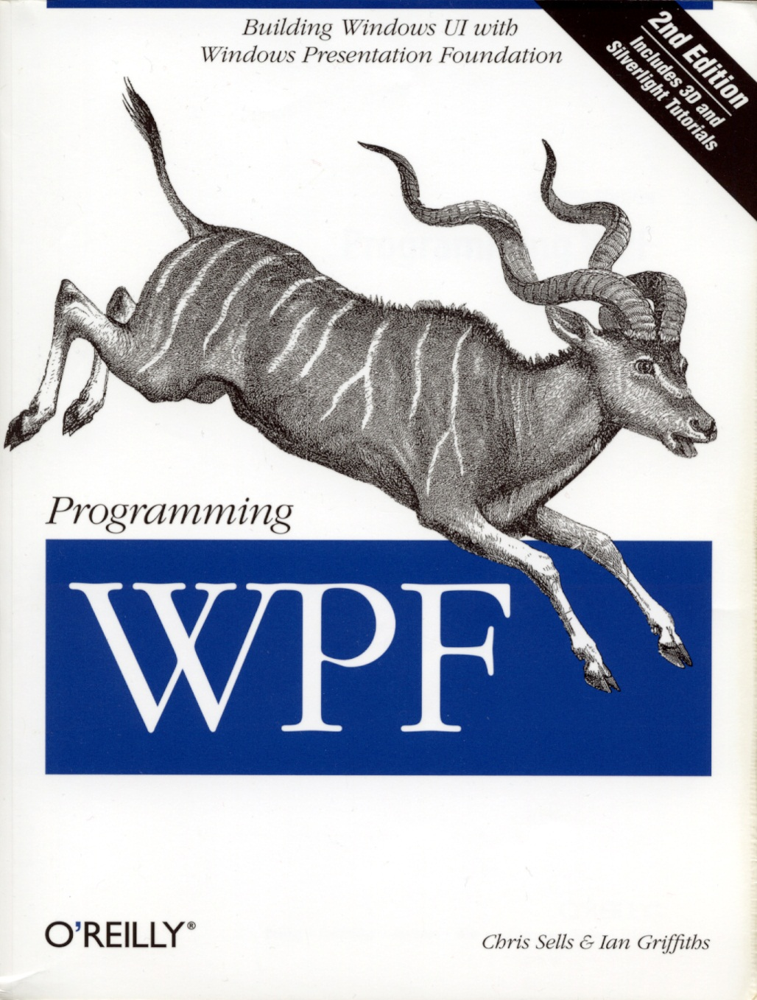 Building Windows UI with
Windows Presentation Foundation
2nd Edition
Includes 3D and
Silverlight Tutorials
Programming
WPF
O'REILLY®
Chris Sells & Ian Griffiths